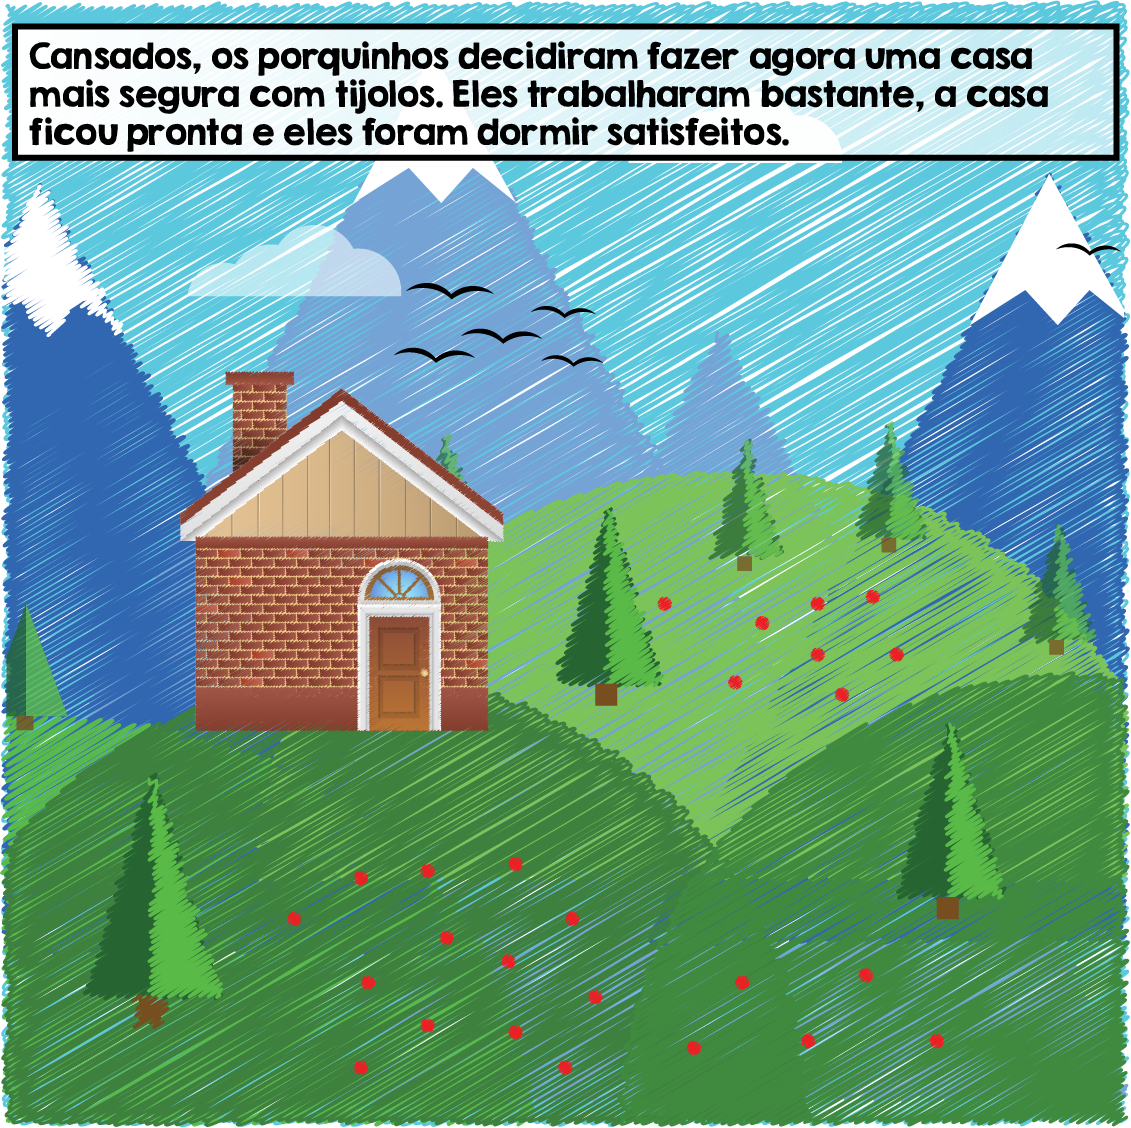 Cansados, os porquinhos decidiram fazer agora uma casa
mais segura com tijolos. Eles trabalharam bastante, a casa
ficou pronta e eles foram dormir satisfeitos.